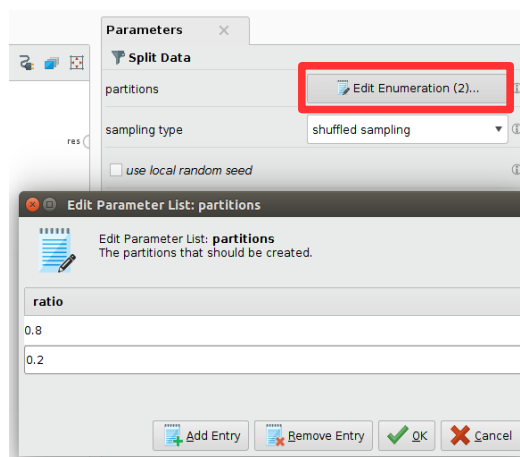 Parameters
Split Data
partitions
Edit Enumeration (2)...
res
sampling type
shuffled sampling
use local random seed
Edit Parameter List: partitions
Edit Parameter List: partitions
The partitions that should be created.
ratio
0.8
0.2
Add Entry
Remove Entry
OK
Cancel